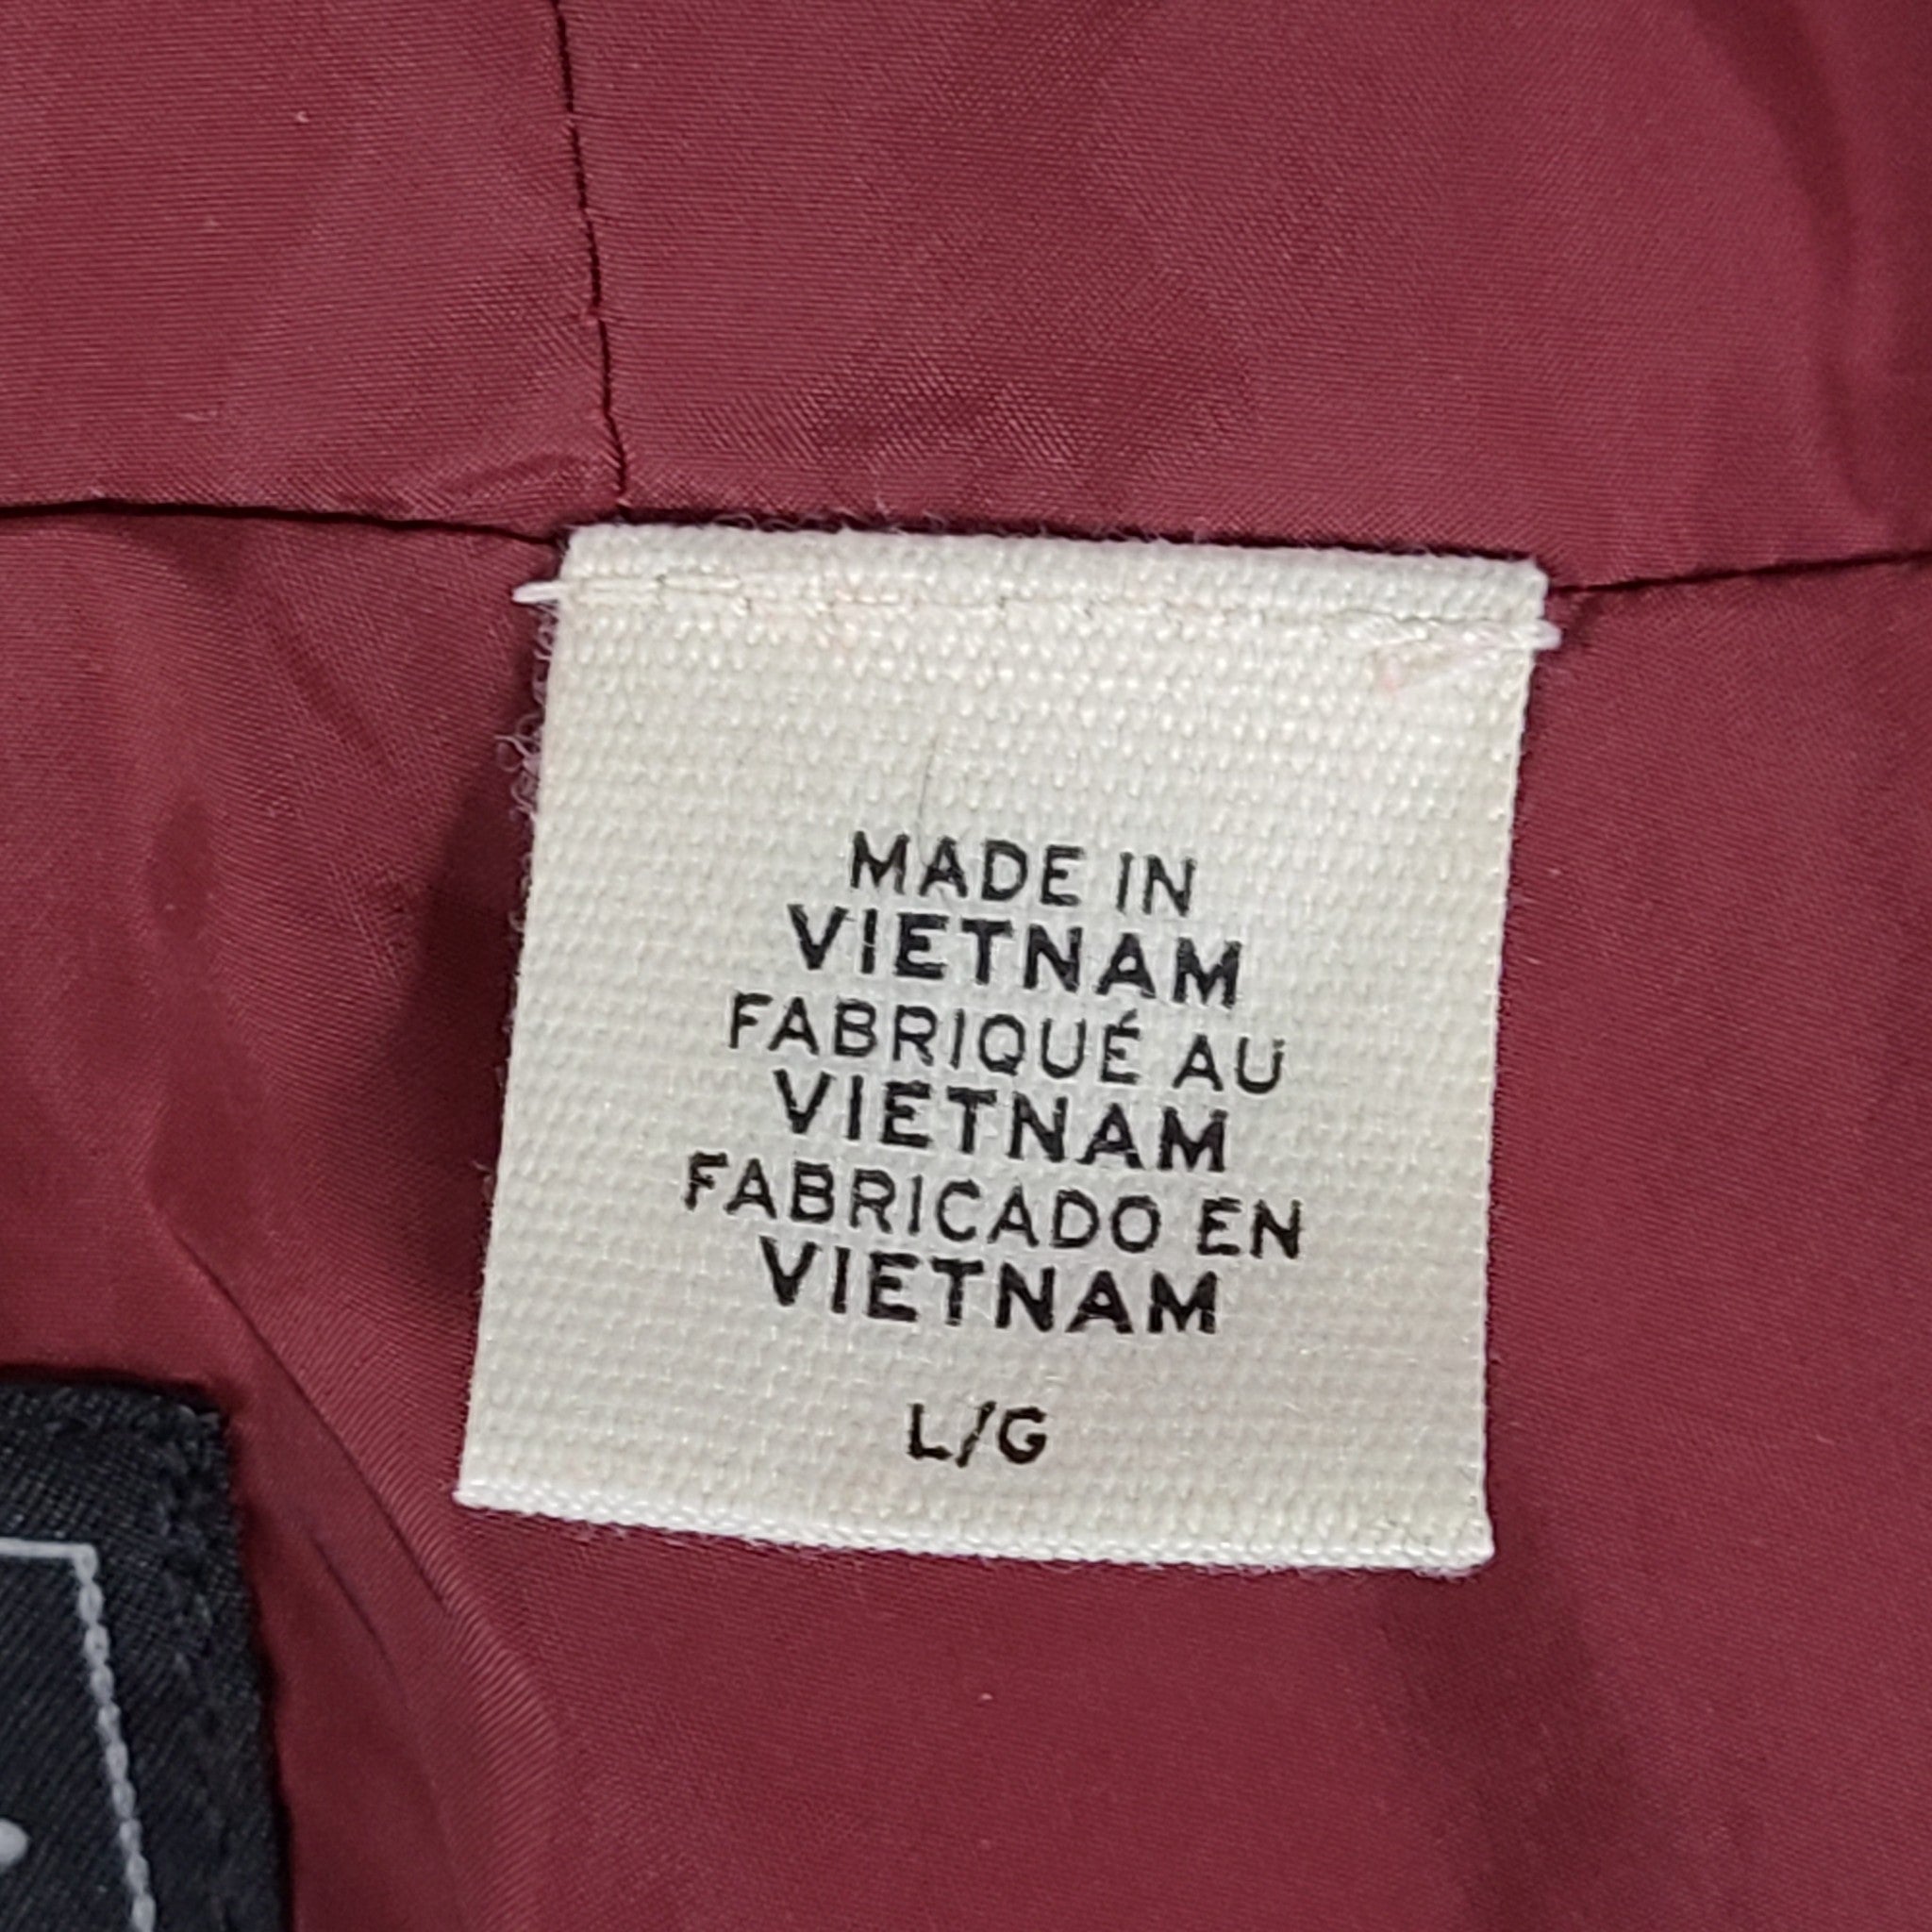 MADE IN
VIETNAM
FABRIQUÉ AU
VIETNAM
FABRICADO EN
VIETNAM
L/G